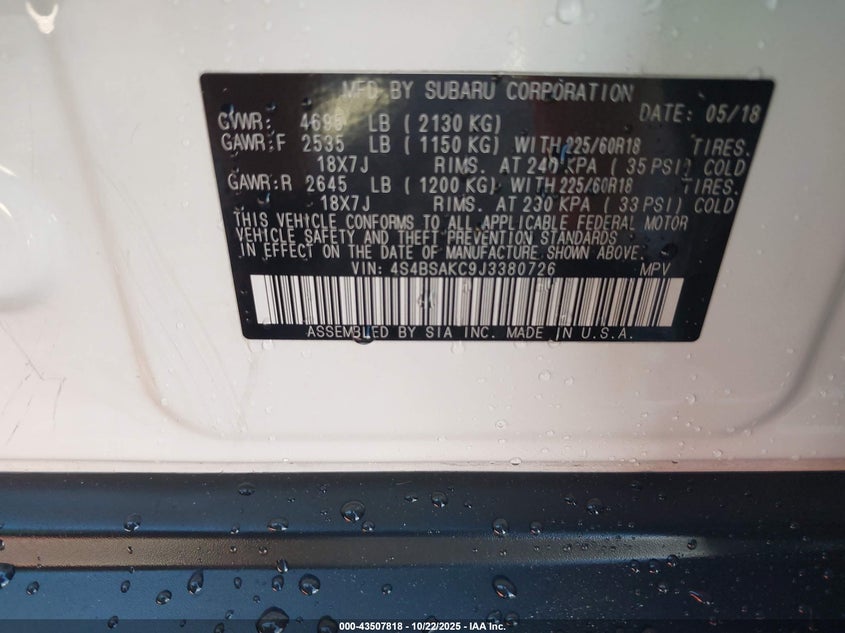 MFD BY SUBARU CORPORATION
DATE: 05/18
GVWR: 4695 LB ( 2130 KG)
GAWR:F 2535 LB ( 1150 KG) WITH 225/60R18 TIRES.
18X7J RIMS. AT 240 KPA ( 35 PSI) COLD
GAWR:R 2645 LB ( 1200 KG) WITH 225/60R18 TIRES.
18X7J RIMS. AT 230 KPA ( 33 PSI) COLD
THIS VEHICLE CONFORMS TO ALL APPLICABLE FEDERAL MOTOR
VEHICLE SAFETY AND THEFT PREVENTION STANDARDS
IN EFFECT ON THE DATE OF MANUFACTURE SHOWN ABOVE.
VIN: 4S4BSAKC9J3380726 MPV
ASSEMBLED BY SIA INC. MADE IN U.S.A.
000-43507818 - 10/22/2025 - IAA Inc.